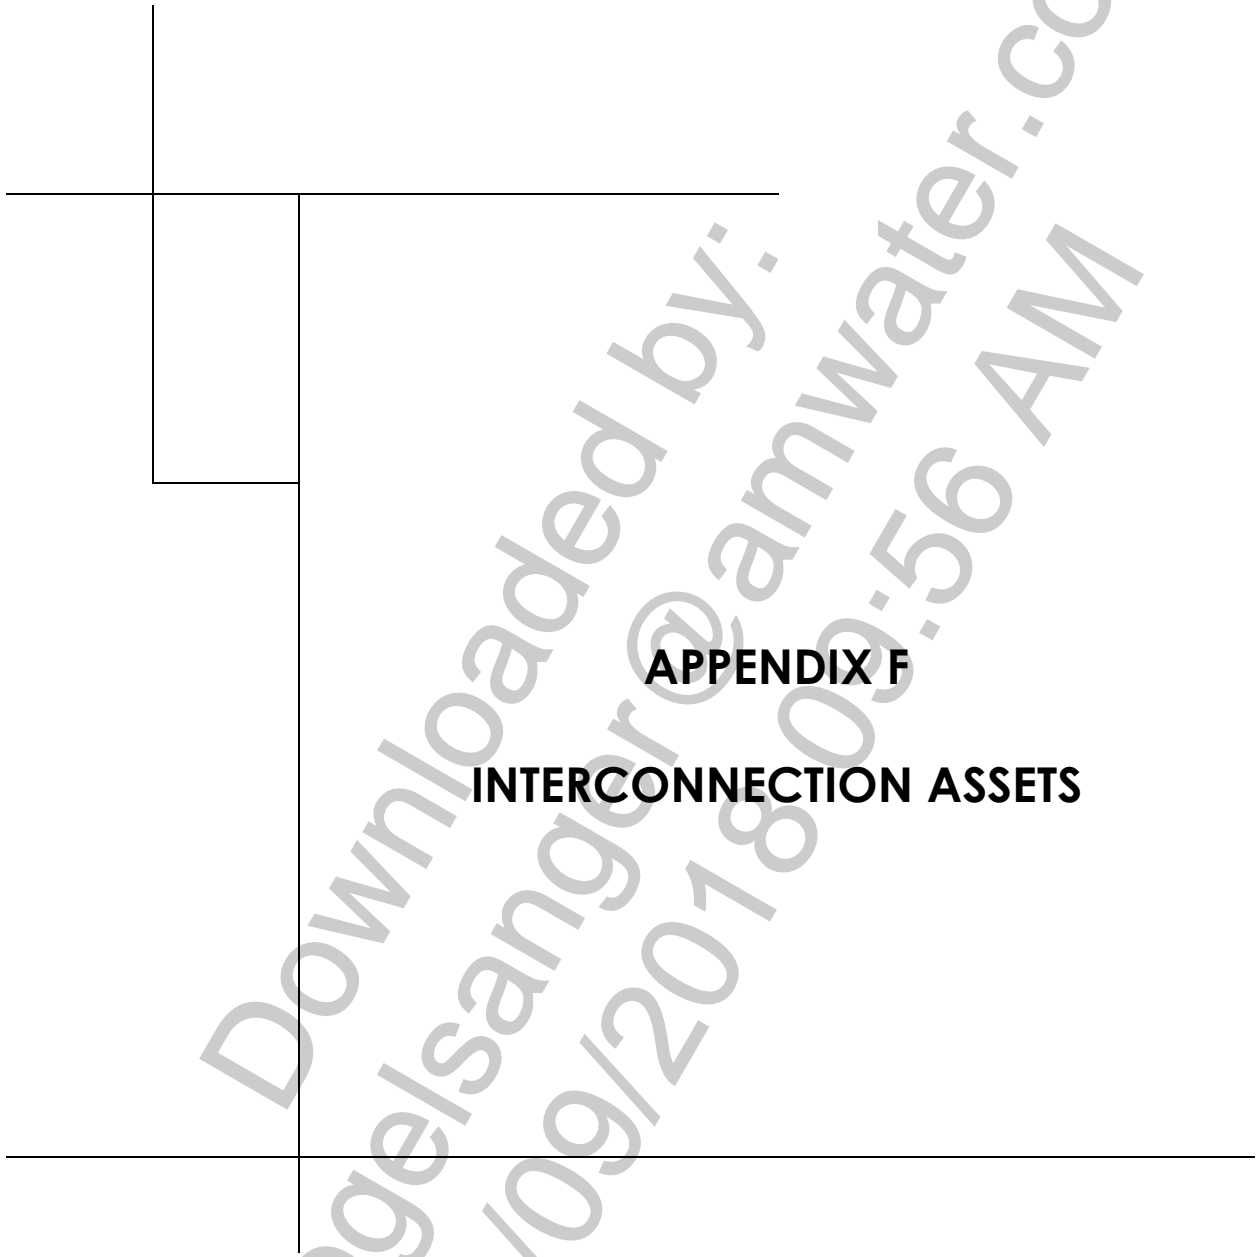 Downloaded by:
gelsanger@amwater.co
/09/2018 09:56 AM
APPENDIX F
INTERCONNECTION ASSETS